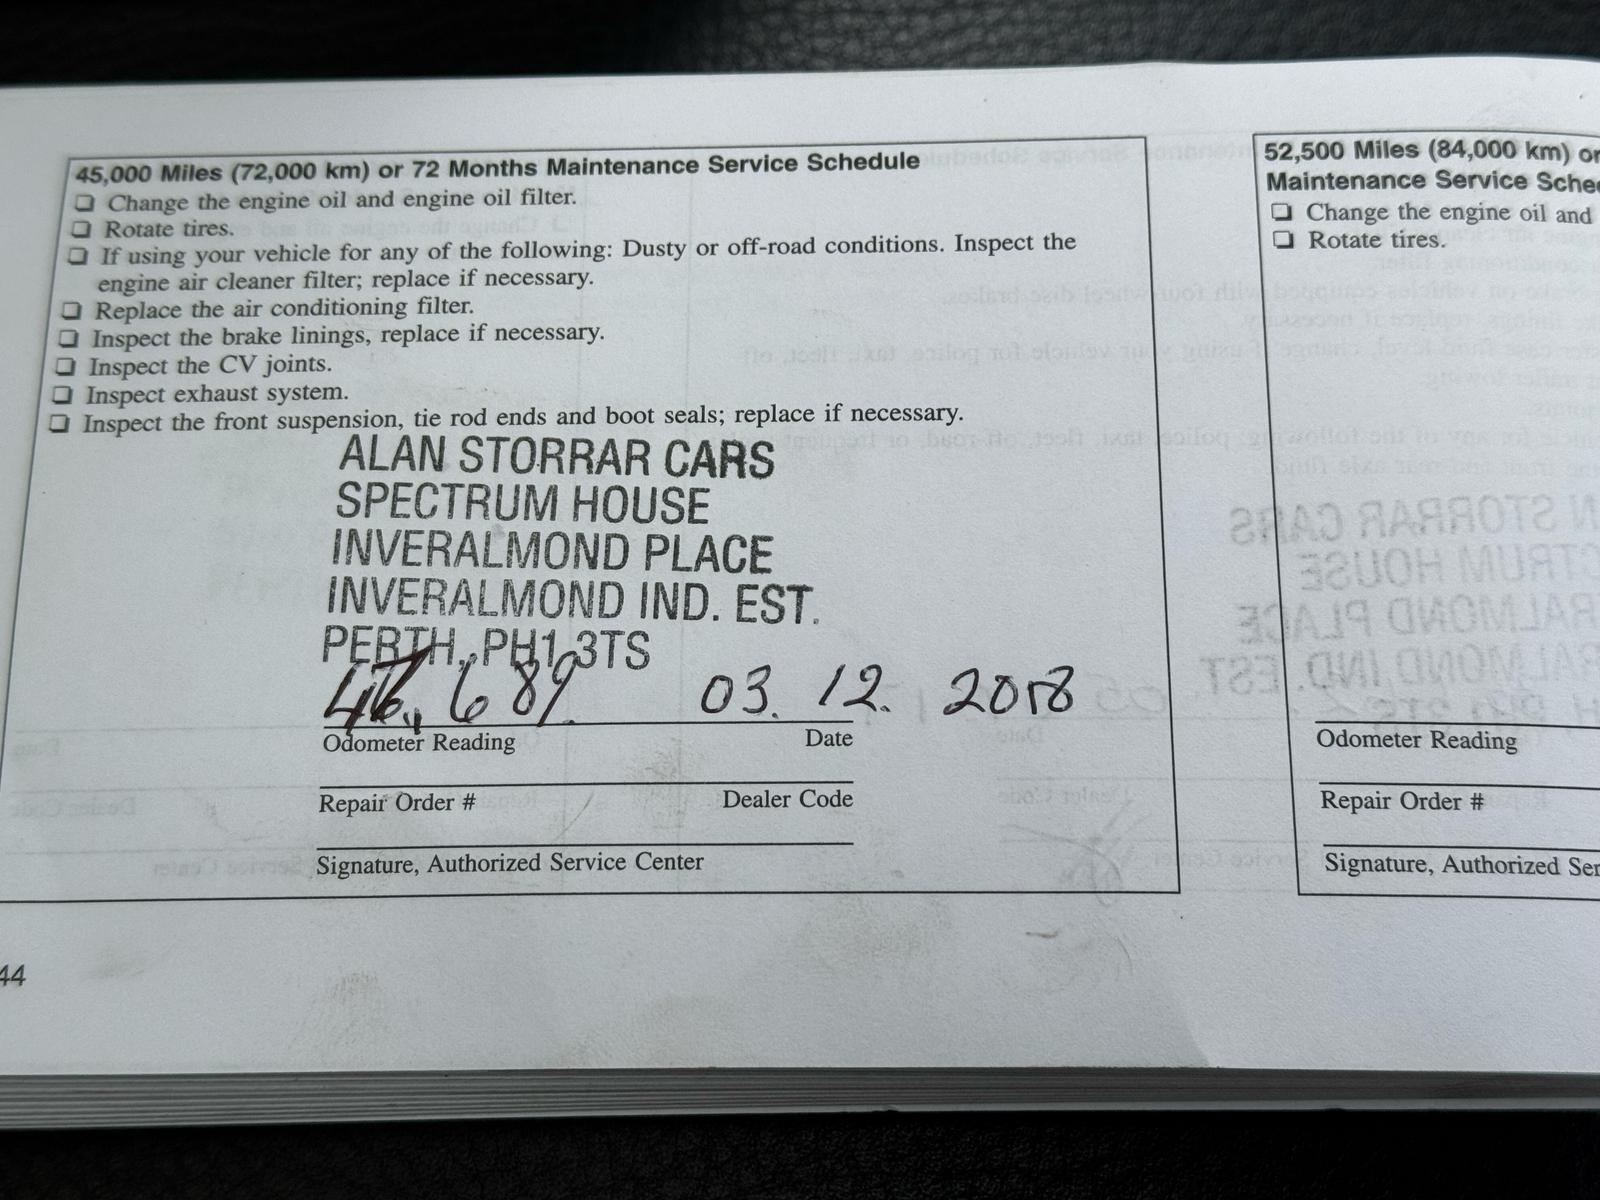 45,000 Miles (72,000 km) or 72 Months Maintenance Service Schedule
❏ Change the engine oil and engine oil filter.
❏ Rotate tires.
❏ If using your vehicle for any of the following: Dusty or off-road conditions. Inspect the
engine air cleaner filter; replace if necessary.
❏ Replace the air conditioning filter.
❏ Inspect the brake linings, replace if necessary.
❏ Inspect the CV joints.
❏ Inspect exhaust system.
❏ Inspect the front suspension, tie rod ends and boot seals; replace if necessary.
ALAN STORRAR CARS
SPECTRUM HOUSE
INVERALMOND PLACE
INVERALMOND IND. EST.
PERTH, PH1 3TS
03. 12. 2018
Odometer Reading Date
Repair Order # Dealer Code
Signature, Authorized Service Center
44
52,500 Miles (84,000 km) or
Maintenance Service
❏ Change the engine oil and
❏ Rotate tires.
Odometer Reading
Repair Order #
Signature, Authorized